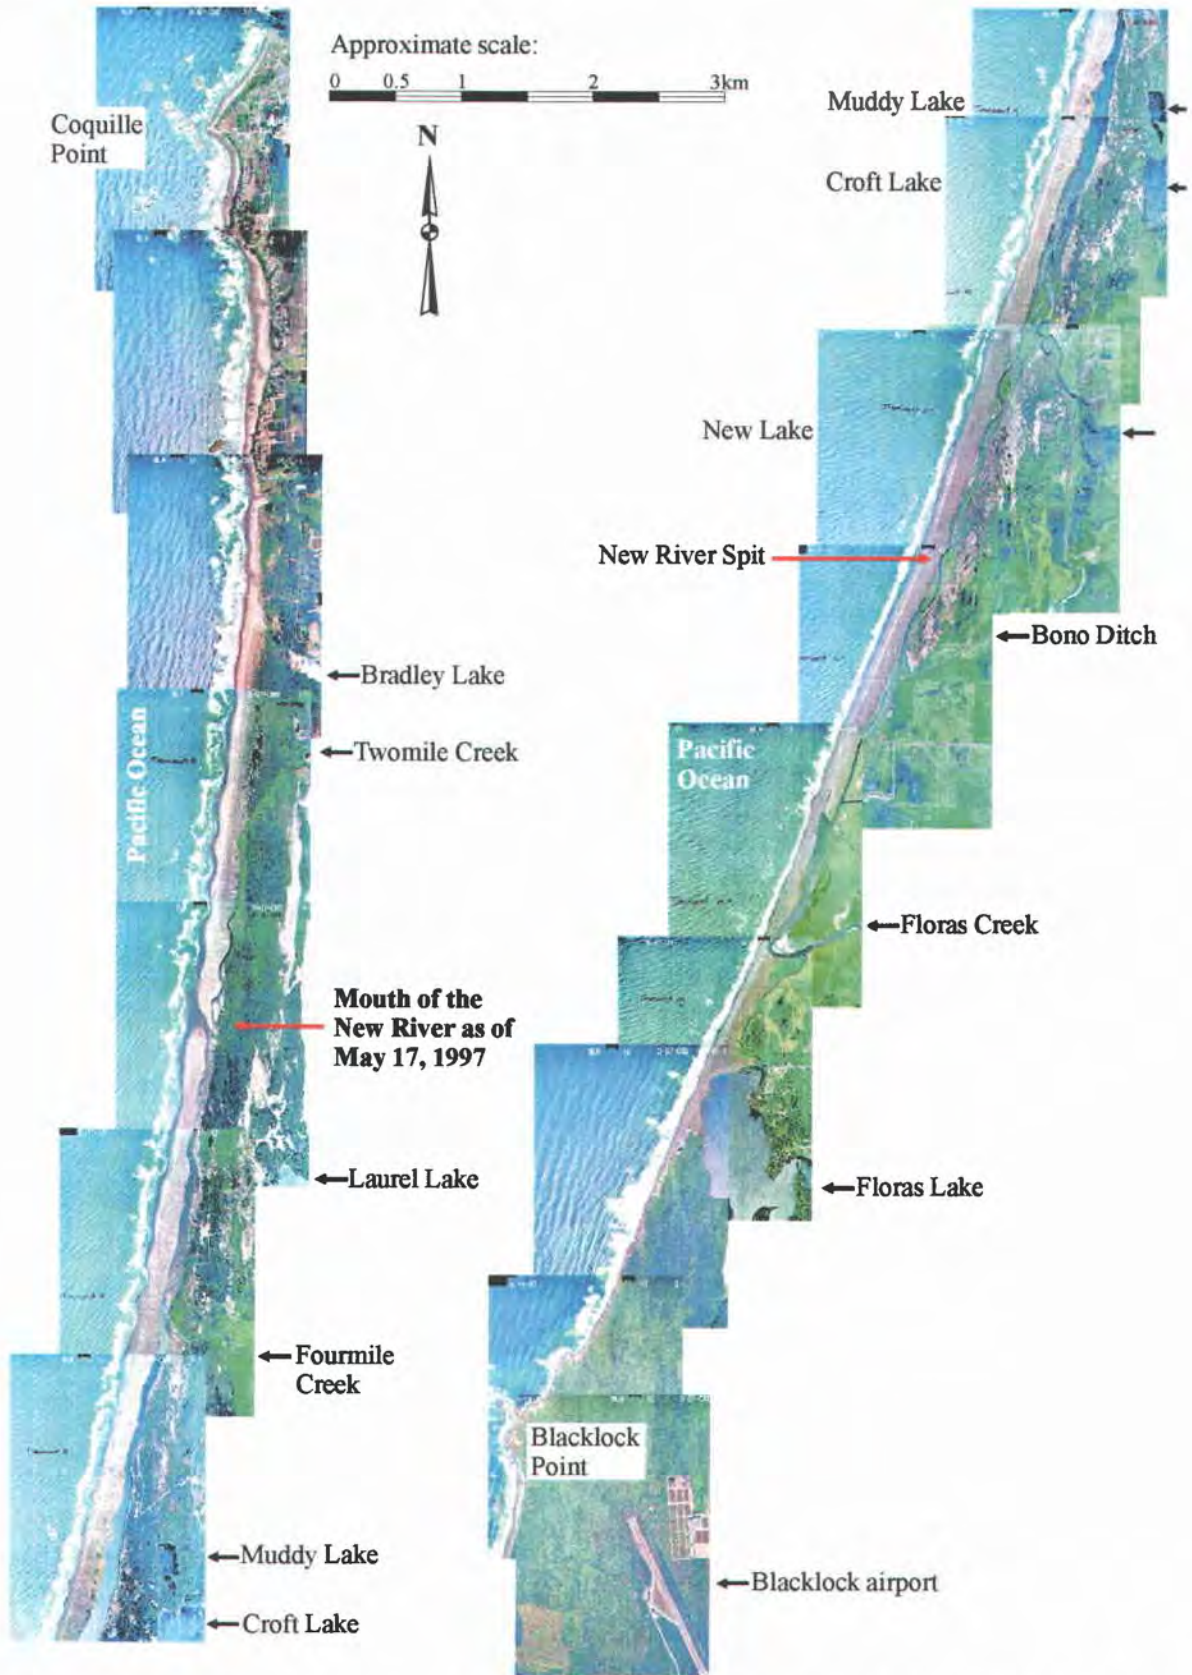 Approximate scale:
0 0.5 1 2 3km
N
Coquille
Point
Bradley Lake
Pacific Ocean
Twomile Creek
Mouth of the
New River as of
May 17, 1997
Laurel Lake
Fourmile
Creek
Muddy Lake
Croft Lake
Muddy Lake
Croft Lake
New Lake
New River Spit
Bono Ditch
Pacific
Ocean
Floras Creek
Floras Lake
Blacklock
Point
Blacklock airport